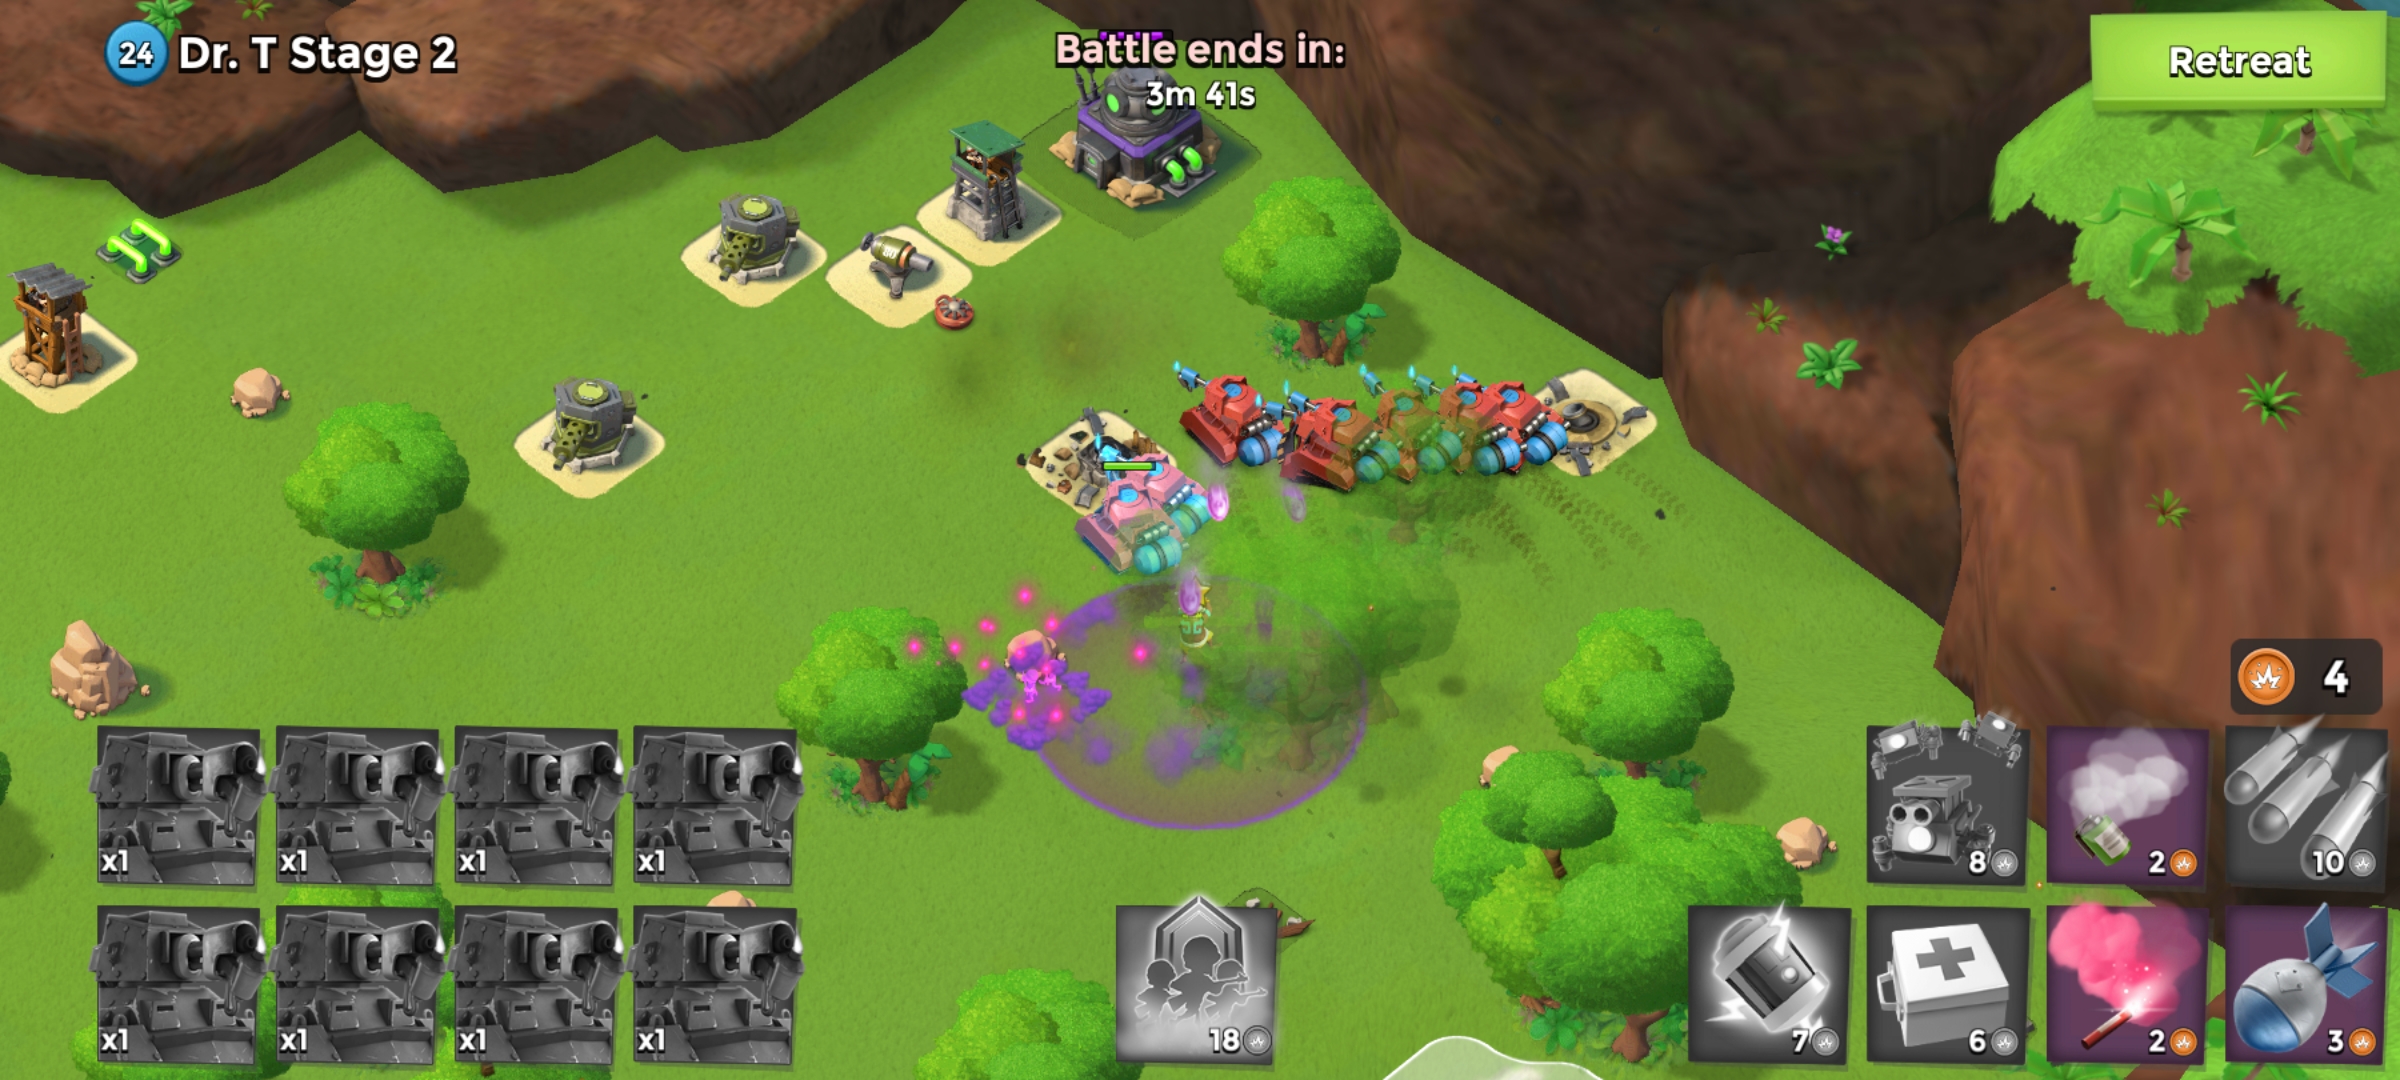 24 Dr. T Stage 2
Battle ends in:
3m 41s
Retreat
4
x1 x1 x1 x1
8 2 10
x1 x1 x1 x1
18 7 6 2 3